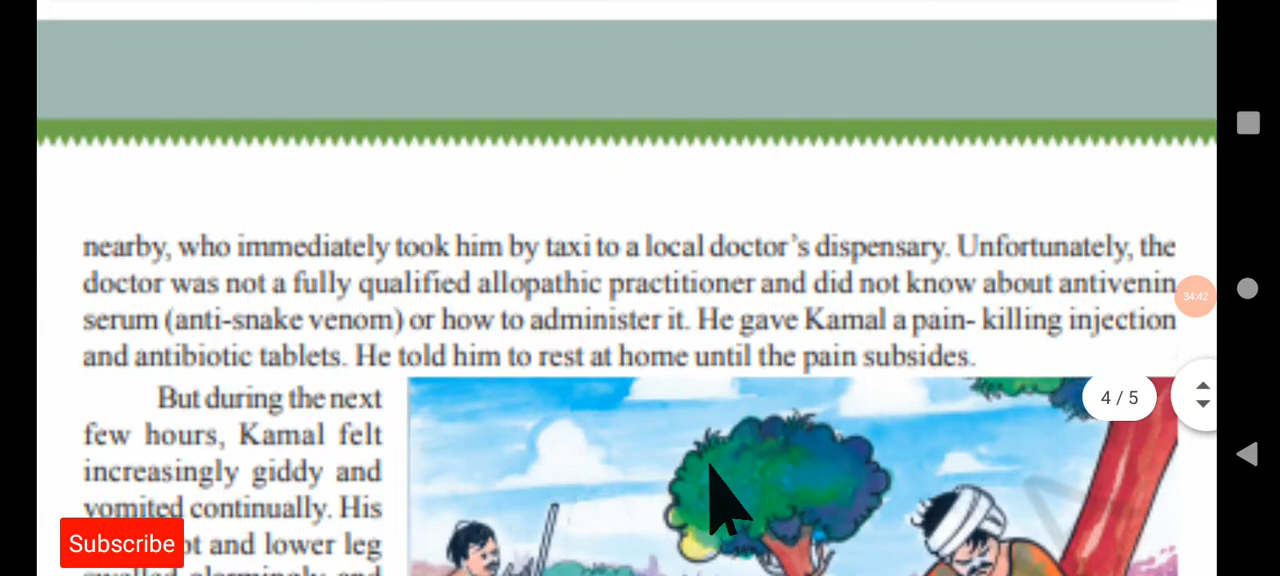 nearby, who immediately took him by taxi to a local doctor's dispensary. Unfortunately, the
doctor was not a fully qualified allopathic practitioner and did not know about antivenin
serum (anti-snake venom) or how to administer it. He gave Kamal a pain- killing injection
and antibiotic tablets. He told him to rest at home until the pain subsides.
But during the next
few hours, Kamal felt
increasingly giddy and
vomited continually. His
and lower leg
34:42
4 / 5
Subscribe